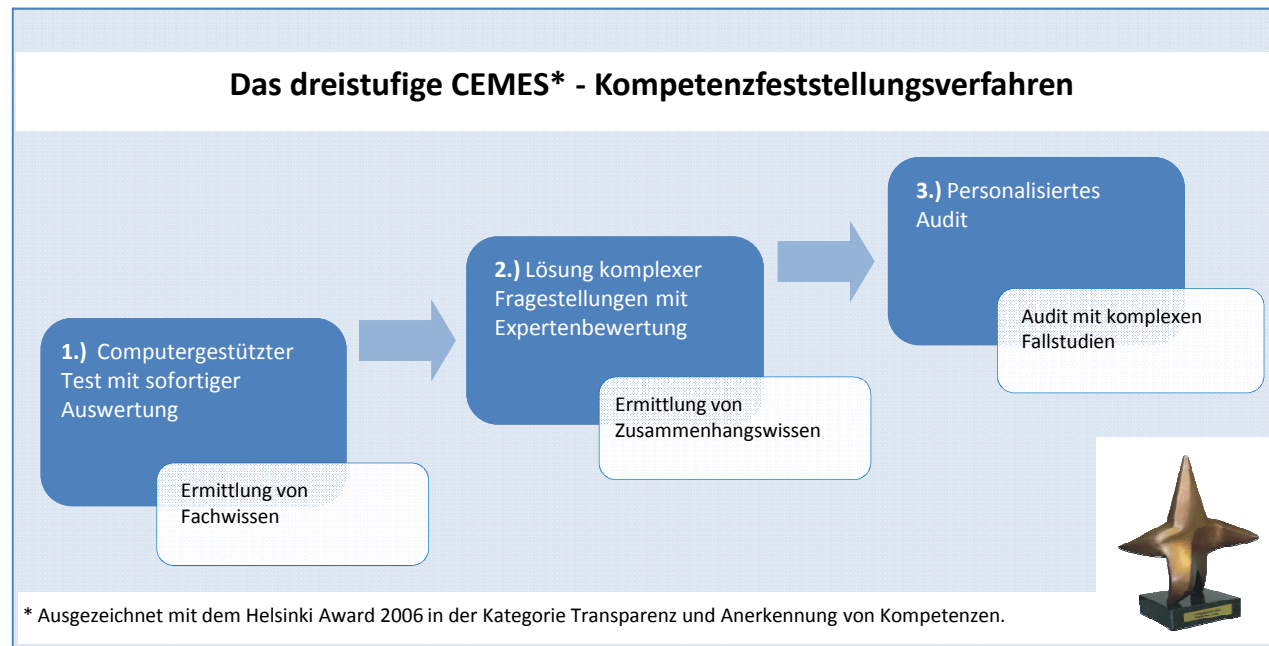 Das dreistufige CEMES* - Kompetenzfeststellungsverfahren
1.) Computergestützter
Test mit sofortiger
Auswertung
Ermittlung von
Fachwissen
2.) Lösung komplexer
Fragestellungen mit
Expertenbewertung
Ermittlung von
Zusammenhangswissen
3.) Personalisiertes
Audit
Audit mit komplexen
Fallstudien
* Ausgezeichnet mit dem Helsinki Award 2006 in der Kategorie Transparenz und Anerkennung von Kompetenzen.